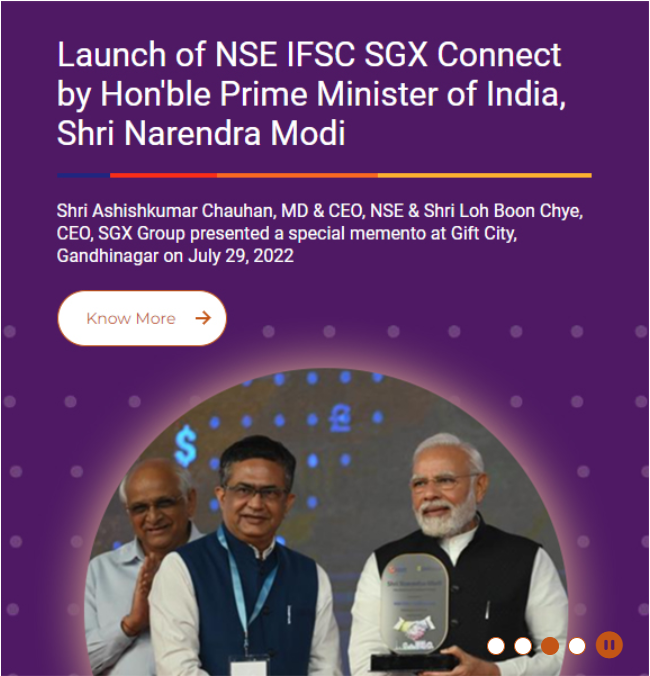 Launch of NSE IFSC SGX Connect
by Hon'ble Prime Minister of India,
Shri Narendra Modi
Shri Ashishkumar Chauhan, MD & CEO, NSE & Shri Loh Boon Chye,
CEO, SGX Group presented a special memento at Gift City,
Gandhinagar on July 29, 2022
Know More
$
£